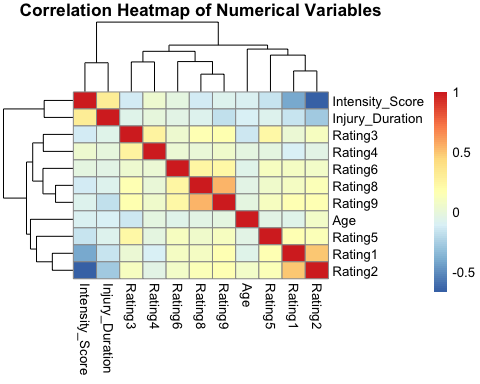 Correlation Heatmap of Numerical Variables
1
0.5
0
-0.5
Intensity_Score
Injury_Duration
Rating3
Rating4
Rating6
Rating8
Rating9
Age
Rating5
Rating1
Rating2
Intensity_Score
Injury_Duration
Rating3
Rating4
Rating6
Rating8
Rating9
Age
Rating5
Rating1
Rating2